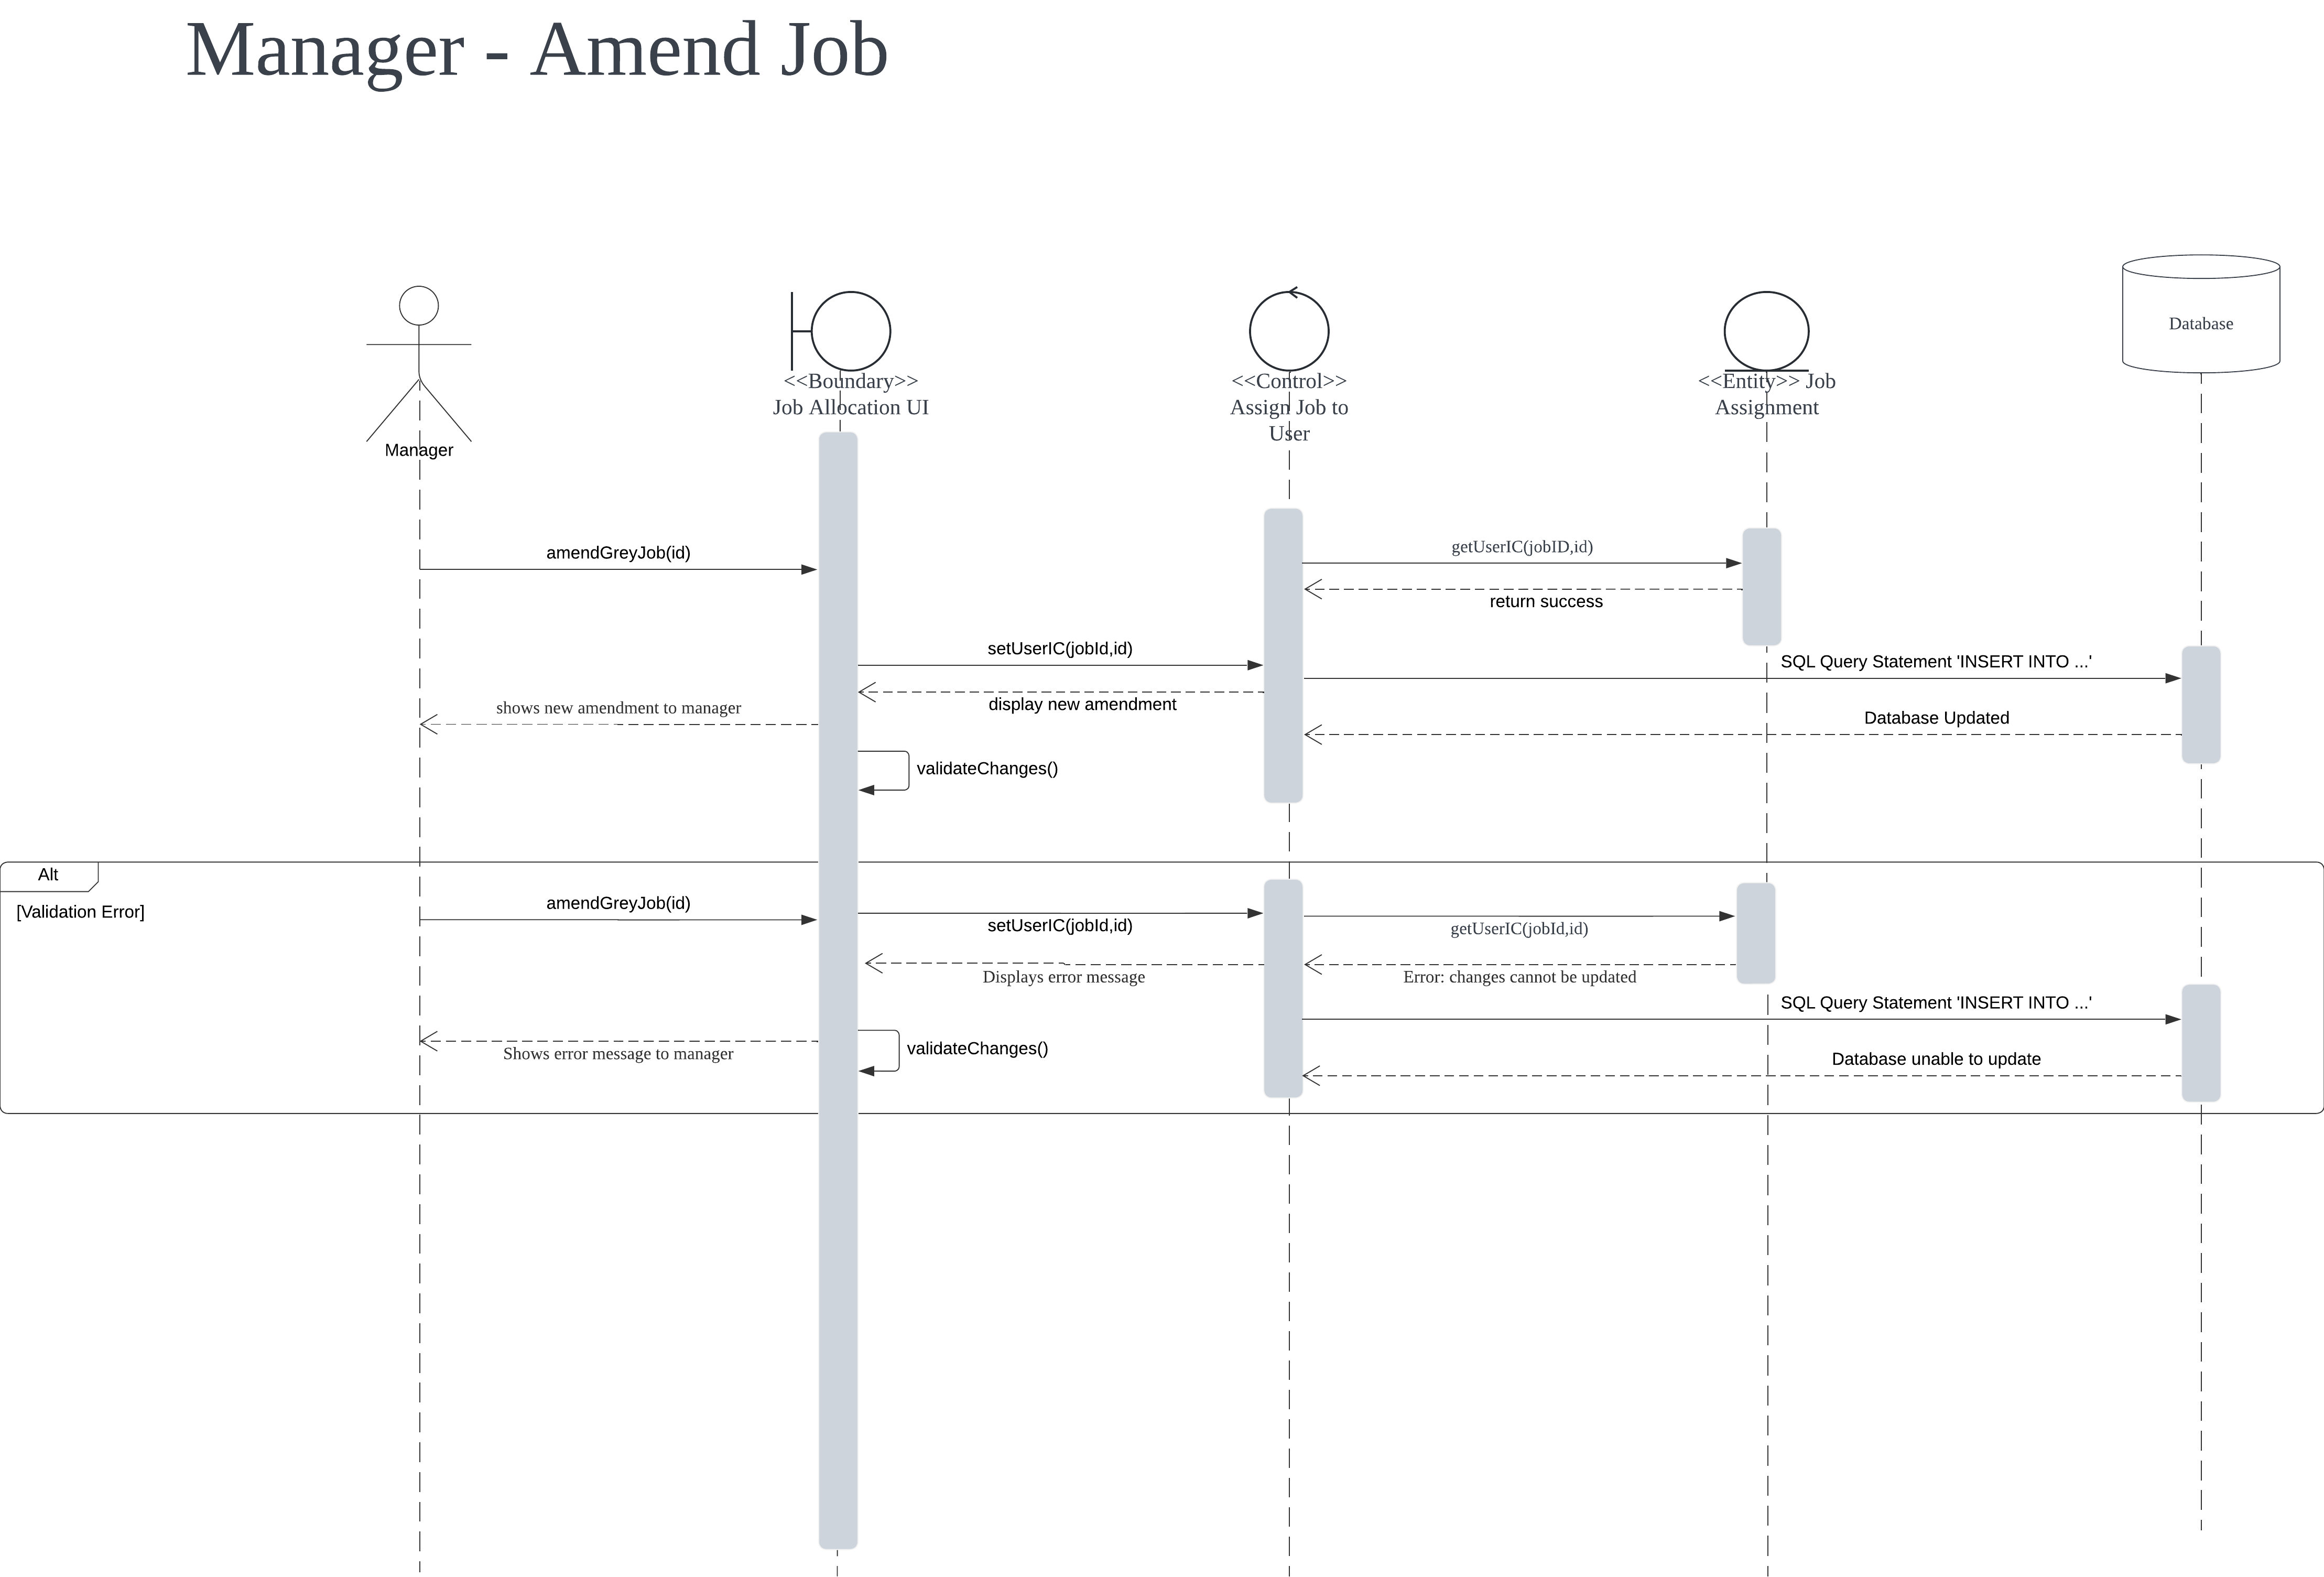 Manager - Amend Job
Database
<<Boundary>>
Job Allocation UI
<<Control>>
Assign Job to
User
<<Entity>> Job
Assignment
Manager
amendGreyJob(id)
getUserIC(jobID,id)
return success
setUserIC(jobId,id)
SQL Query Statement 'INSERT INTO ...'
display new amendment
shows new amendment to manager
Database Updated
validateChanges()
Alt
[Validation Error]
amendGreyJob(id)
setUserIC(jobId,id)
getUserIC(jobId,id)
Displays error message
Error: changes cannot be updated
SQL Query Statement 'INSERT INTO ...'
Shows error message to manager
validateChanges()
Database unable to update